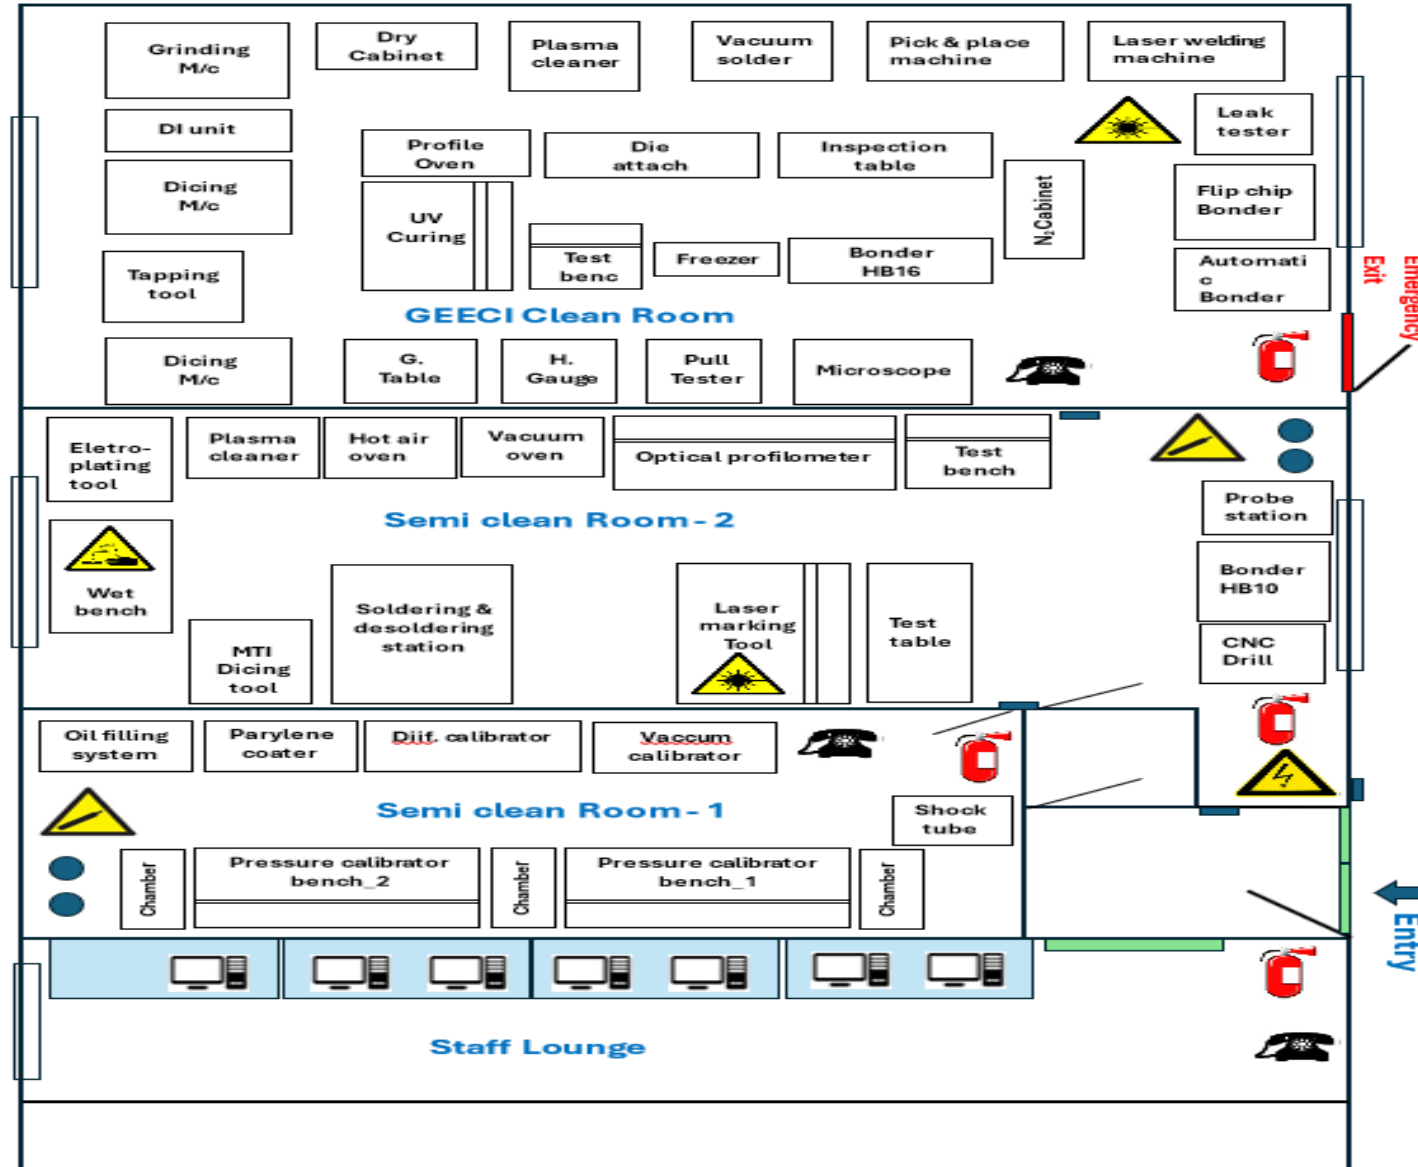 Grinding
M/c
Dry
Cabinet
Plasma
cleaner
Vacuum
solder
Pick & place
machine
Laser welding
machine
DI unit
Leak
tester
Profile
Oven
Die
attach
Inspection
table
Dicing
M/c
UV
Curing
N₂Cabinet
Flip chip
Bonder
Tapping
tool
Test
benc
Freezer
Bonder
HB16
Automati
c
Bonder
Emergency
Exit
GEECI Clean Room
Dicing
M/c
G.
Table
H.
Gauge
Pull
Tester
Microscope
Eletro-
plating
tool
Plasma
cleaner
Hot air
oven
Vacuum
oven
Optical profilometer
Test
bench
Semi clean Room- 2
Probe
station
Wet
bench
Bonder
HB10
MTI
Dicing
tool
Soldering &
desoldering
station
Laser
marking
Tool
Test
table
CNC
Drill
Oil filling
system
Parylene
coater
Diif. calibrator
Vaccum
calibrator
Semi clean Room- 1
Shock
tube
Chamber
Pressure calibrator
bench_2
Chamber
Pressure calibrator
bench_1
Chamber
Entry
Staff Lounge